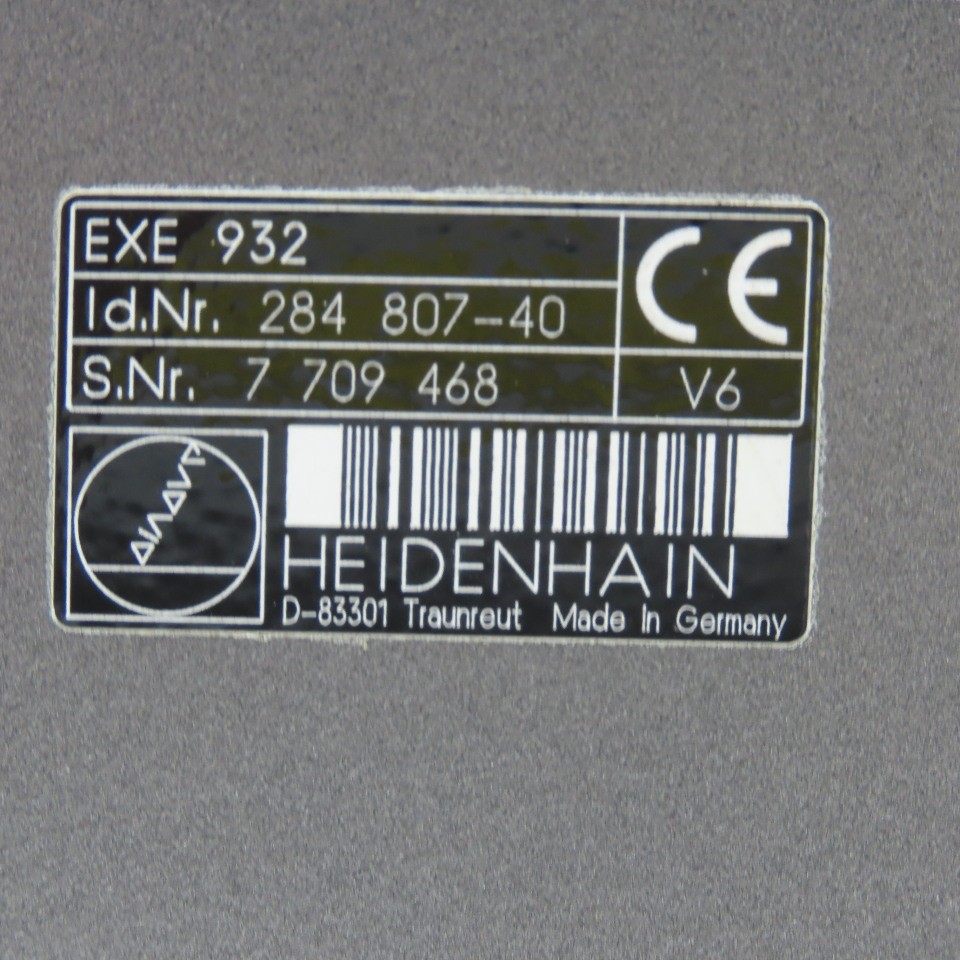 EXE 932
Id.Nr. 284 807-40
S.Nr. 7 709 468
CE
V6
HEIDENHAIN
D-83301 Traunreut Made in Germany